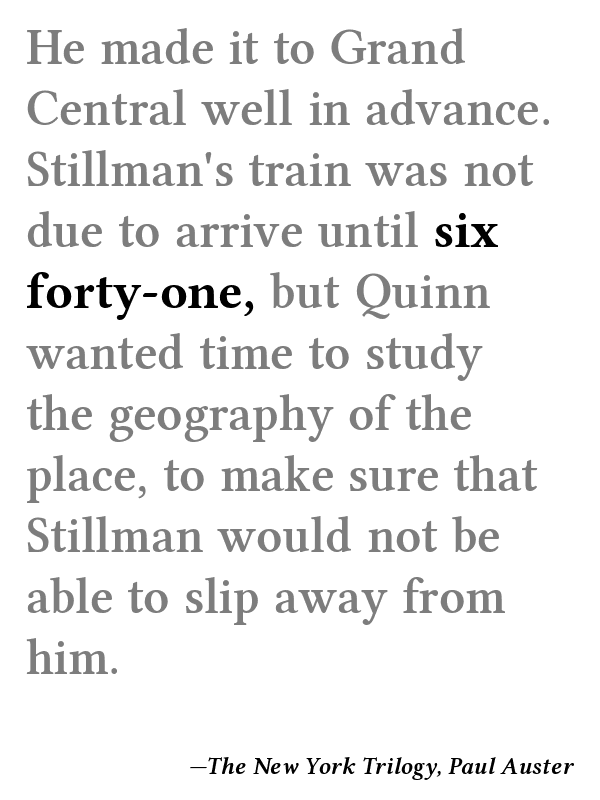 He made it to Grand
Central well in advance.
Stillman's train was not
due to arrive until six
forty-one, but Quinn
wanted time to study
the geography of the
place, to make sure that
Stillman would not be
able to slip away from
him.
—The New York Trilogy, Paul Auster